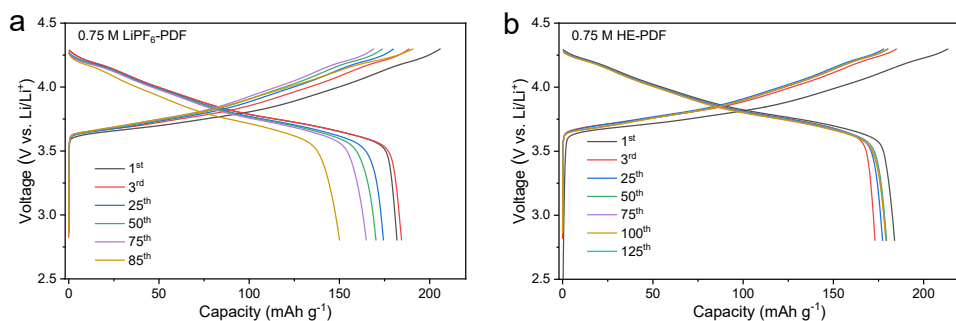 a
0.75 M LiPF₆-PDF
4.5
4.0
3.5
3.0
2.5
Voltage (V vs. Li/Li⁺)
1ˢᵗ
3ʳᵈ
25ᵗʰ
50ᵗʰ
75ᵗʰ
85ᵗʰ
0 50 100 150 200
Capacity (mAh g⁻¹)
b
0.75 M HE-PDF
4.5
4.0
3.5
3.0
2.5
Voltage (V vs. Li/Li⁺)
1ˢᵗ
3ʳᵈ
25ᵗʰ
50ᵗʰ
75ᵗʰ
100ᵗʰ
125ᵗʰ
0 50 100 150 200
Capacity (mAh g⁻¹)